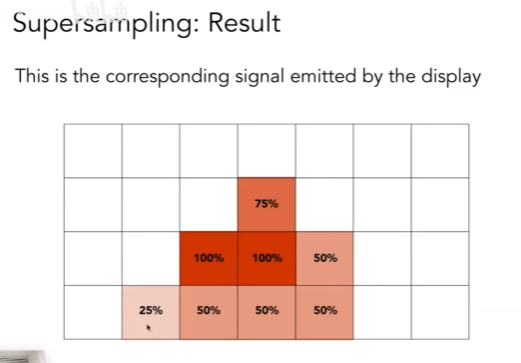 Supersampling: Result
This is the corresponding signal emitted by the display
75%
100% 100% 50%
25% 50% 50% 50%